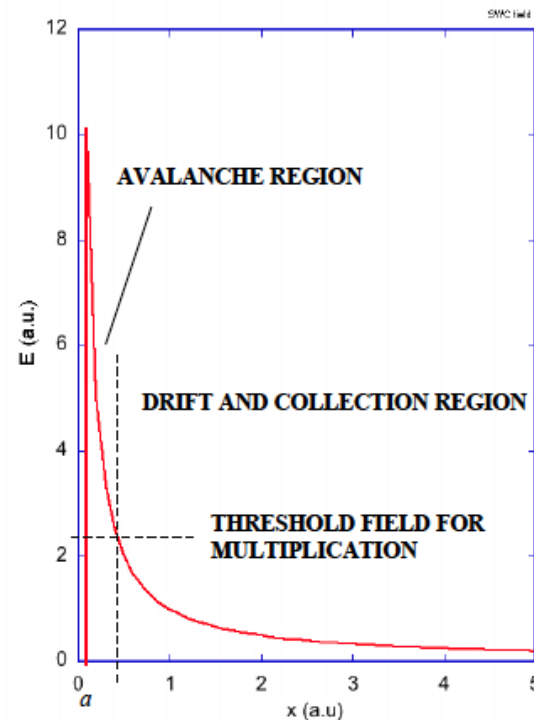 SWC field
12
10
8
6
4
2
0
E (a.u.)
AVALANCHE REGION
DRIFT AND COLLECTION REGION
THRESHOLD FIELD FOR
MULTIPLICATION
0 1 2 3 4 5
a
x (a.u)